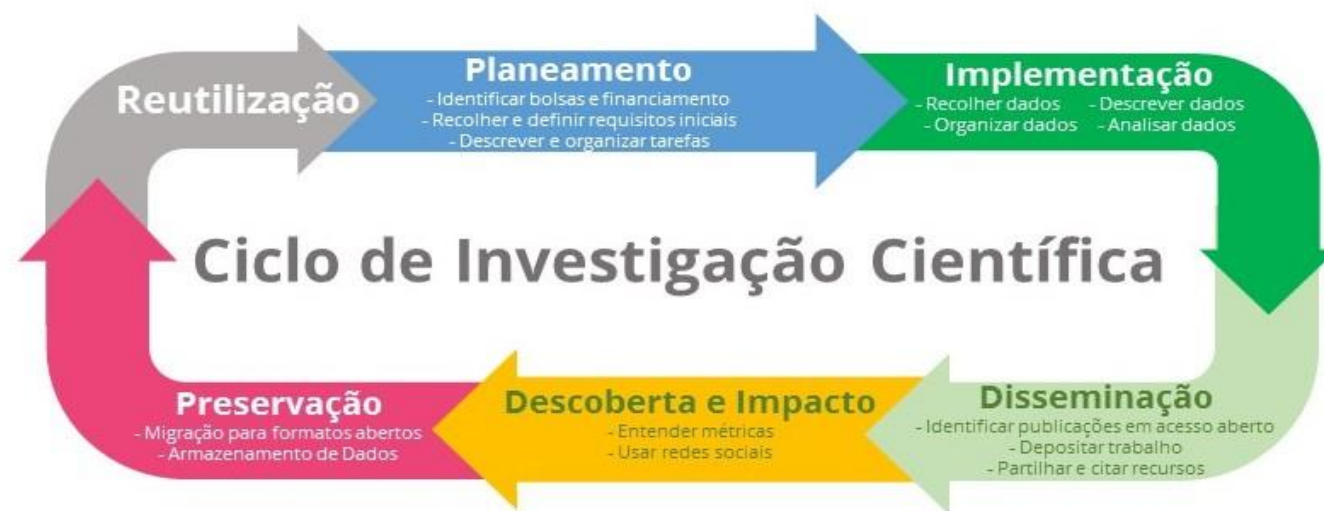 Reutilização
Planeamento
- Identificar bolsas e financiamento
- Recolher e definir requisitos iniciais
- Descrever e organizar tarefas
Implementação
- Recolher dados - Descrever dados
- Organizar dados - Analisar dados
Ciclo de Investigação Científica
Preservação
- Migração para formatos abertos
- Armazenamento de Dados
Descoberta e Impacto
- Entender métricas
- Usar redes sociais
Disseminação
- Identificar publicações em acesso aberto
- Depositar trabalho
- Partilhar e citar recursos